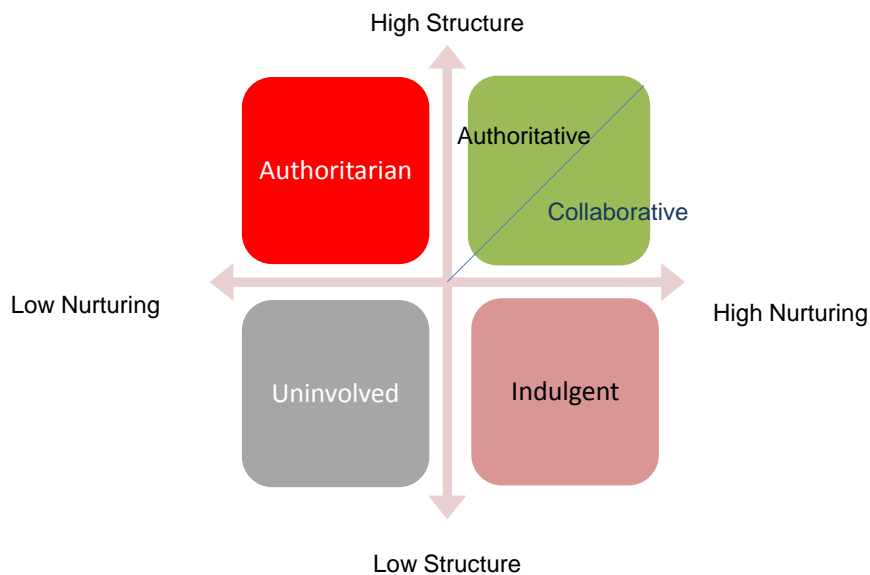 High Structure
Authoritarian
Authoritative
Collaborative
Low Nurturing
High Nurturing
Uninvolved
Indulgent
Low Structure